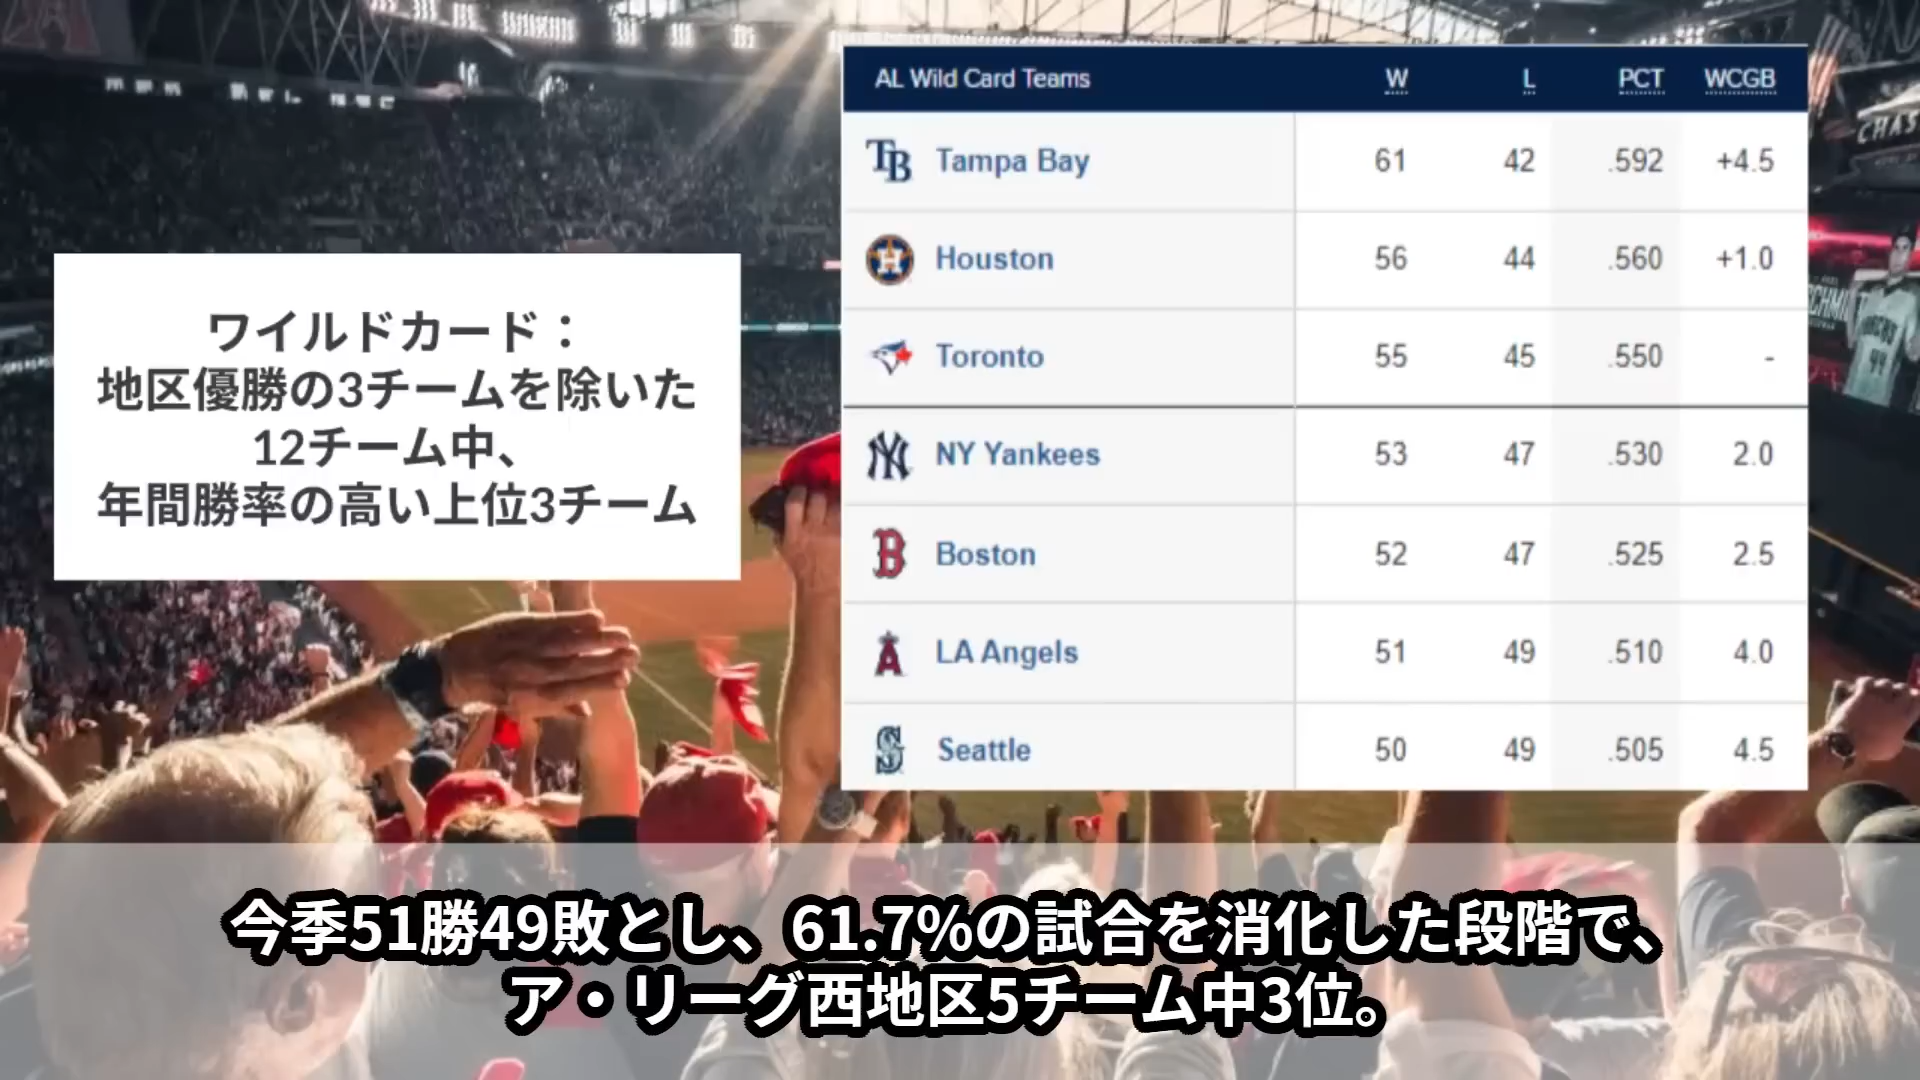 ワイルドカード：
地区優勝の3チームを除いた
12チーム中、
年間勝率の高い上位3チーム
AL Wild Card Teams W L PCT WCGB
Tampa Bay 61 42 .592 +4.5
Houston 56 44 .560 +1.0
Toronto 55 45 .550 -
NY Yankees 53 47 .530 2.0
Boston 52 47 .525 2.5
LA Angels 51 49 .510 4.0
Seattle 50 49 .505 4.5
CHAS
SCHMI
44
今季51勝49敗とし、61.7%の試合を消化した段階で、
ア・リーグ西地区5チーム中3位。